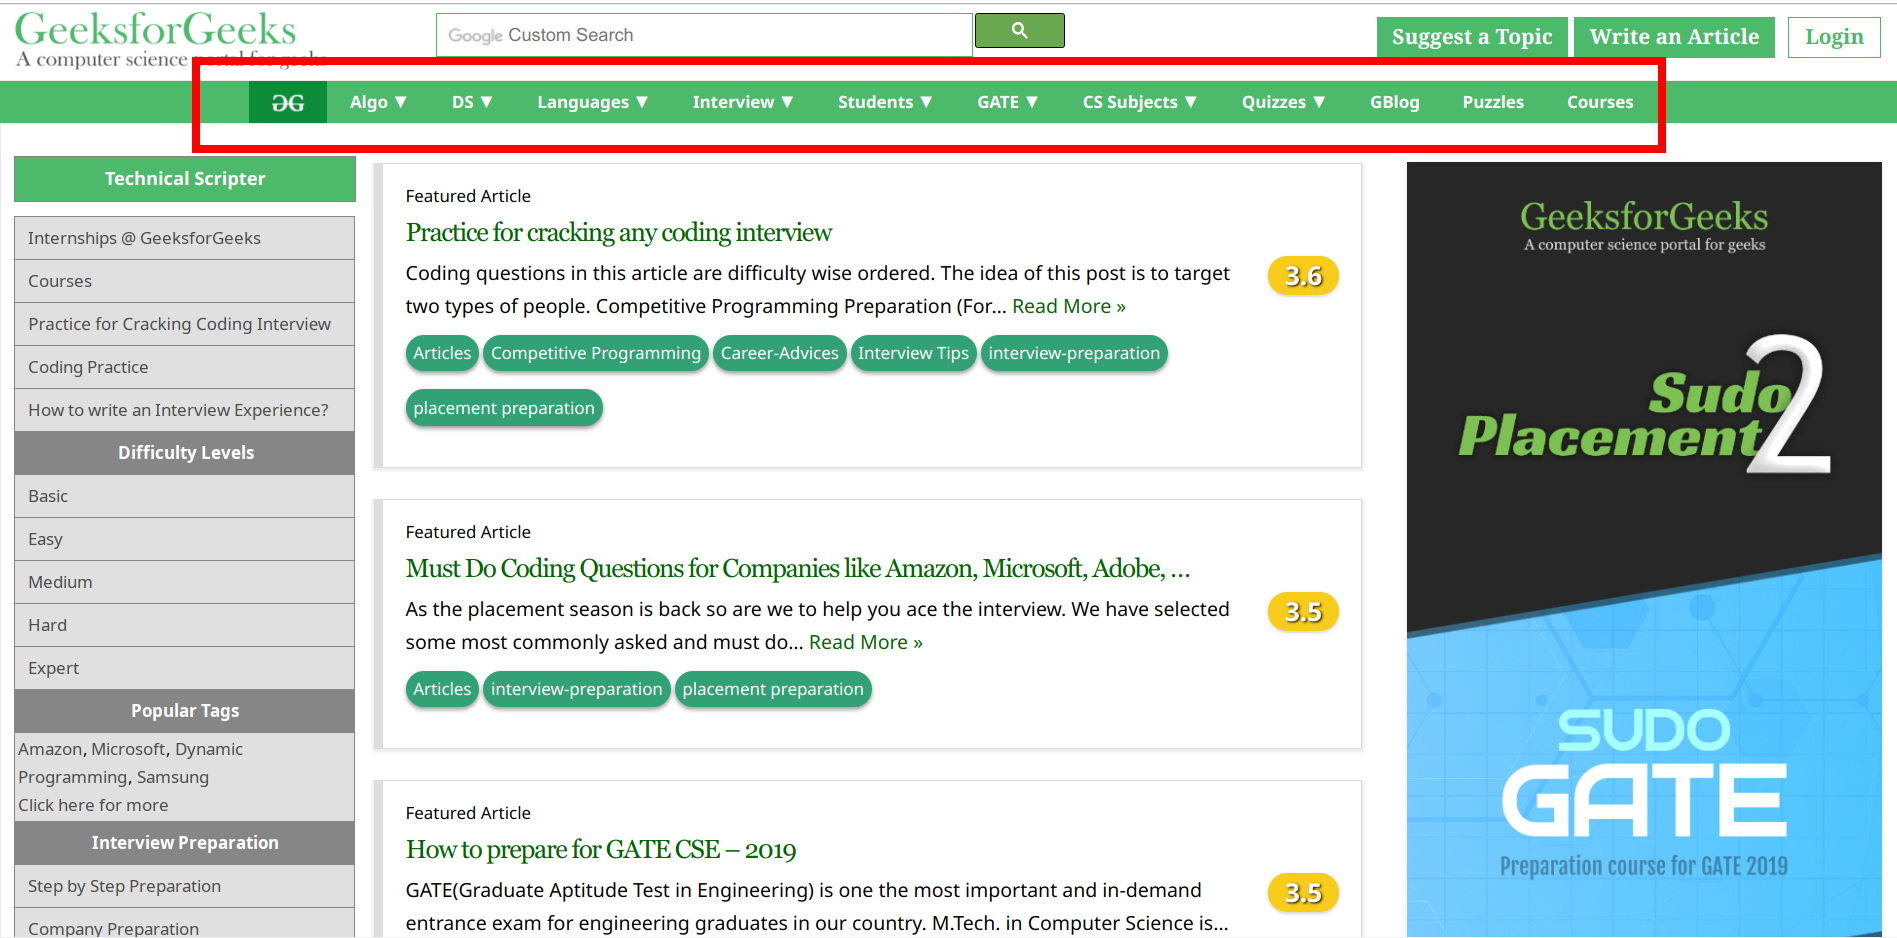 GeeksforGeeks
A computer science portal for geeks
Google Custom Search
Suggest a Topic
Write an Article
Login
GG
Algo ▼
DS ▼
Languages ▼
Interview ▼
Students ▼
GATE ▼
CS Subjects ▼
Quizzes ▼
GBlog
Puzzles
Courses
Technical Scripter
Internships @ GeeksforGeeks
Courses
Practice for Cracking Coding Interview
Coding Practice
How to write an Interview Experience?
Difficulty Levels
Basic
Easy
Medium
Hard
Expert
Popular Tags
Amazon, Microsoft, Dynamic
Programming, Samsung
Click here for more
Interview Preparation
Step by Step Preparation
Company Preparation
Featured Article
Practice for cracking any coding interview
Coding questions in this article are difficulty wise ordered. The idea of this post is to target
two types of people. Competitive Programming Preparation (For... Read More »
3.6
Articles
Competitive Programming
Career-Advices
Interview Tips
interview-preparation
placement preparation
Featured Article
Must Do Coding Questions for Companies like Amazon, Microsoft, Adobe, ...
As the placement season is back so are we to help you ace the interview. We have selected
some most commonly asked and must do... Read More »
3.5
Articles
interview-preparation
placement preparation
Featured Article
How to prepare for GATE CSE – 2019
GATE(Graduate Aptitude Test in Engineering) is one the most important and in-demand
entrance exam for engineering graduates in our country. M.Tech. in Computer Science is...
3.5
GeeksforGeeks
A computer science portal for geeks
Sudo
Placement 2
SUDO
GATE
Preparation course for GATE 2019